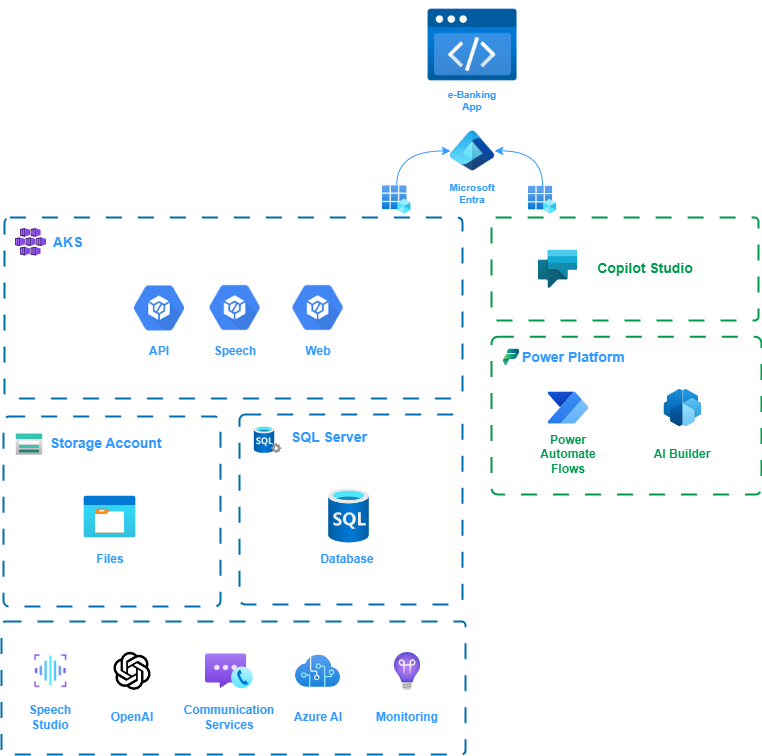 e-Banking
App
Microsoft
Entra
AKS
API
Speech
Web
Copilot Studio
Power Platform
Power
Automate
Flows
AI Builder
Storage Account
Files
SQL Server
SQL
SQL
Database
Speech
Studio
OpenAI
Communication
Services
Azure AI
Monitoring